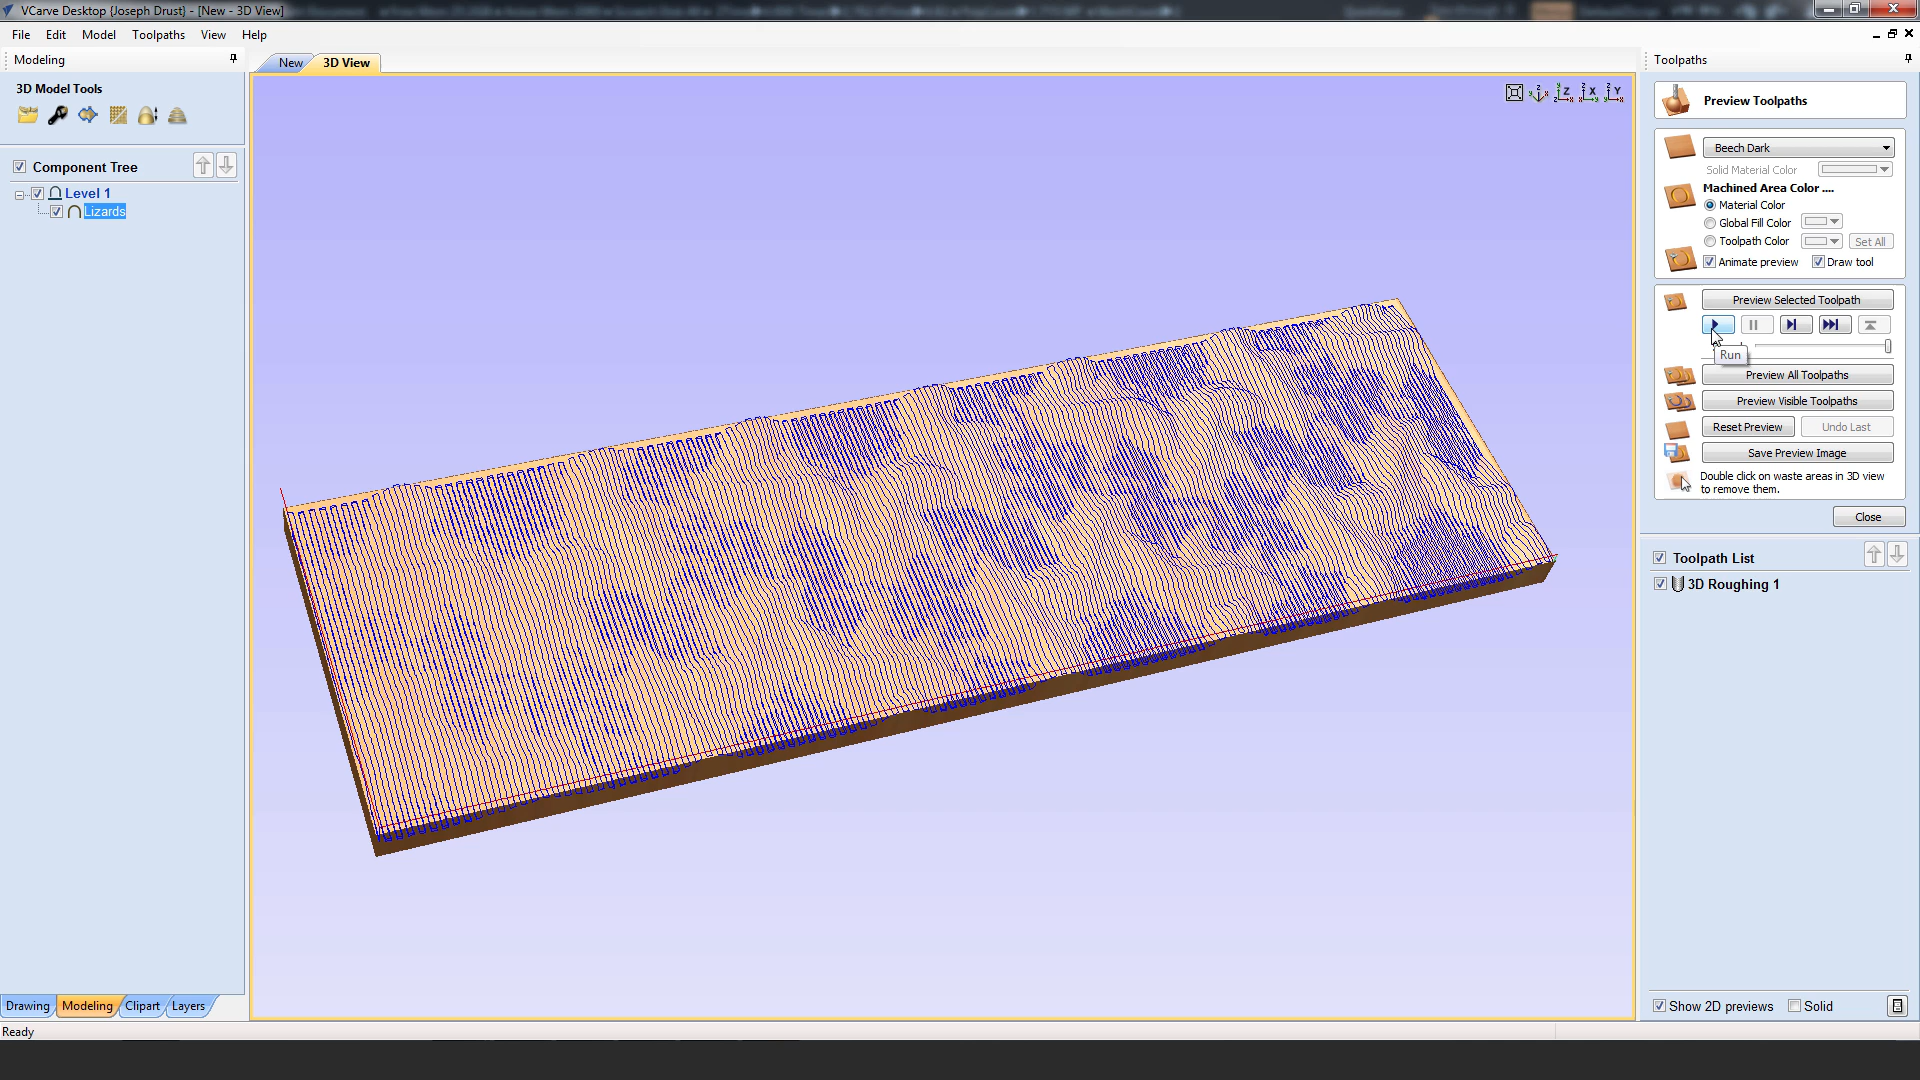 VCarve Desktop {Joseph Drust} - [New - 3D View]
File Edit Model Toolpaths View Help
Modeling
3D Model Tools
Component Tree
Level 1
Lizards
Drawing Modeling Clipart Layers
Ready
New 3D View
Z X Y
Toolpaths
Preview Toolpaths
Beech Dark
Solid Material Color
Machined Area Color ....
Material Color
Global Fill Color
Toolpath Color Set All
Animate preview Draw tool
Preview Selected Toolpath
Run
Preview All Toolpaths
Preview Visible Toolpaths
Reset Preview Undo Last
Save Preview Image
Double click on waste areas in 3D view
to remove them.
Close
Toolpath List
3D Roughing 1
Show 2D previews Solid